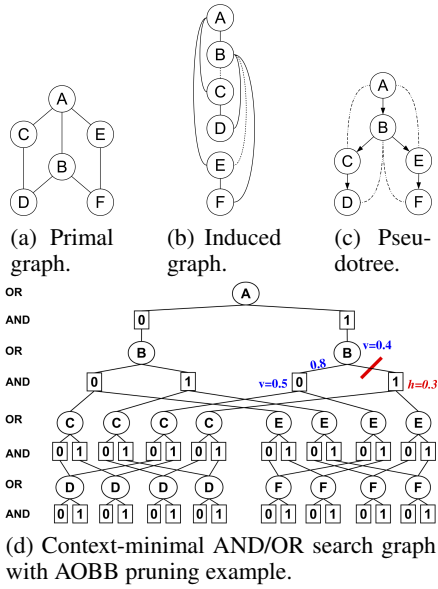 A
C
E
B
D
F
(a) Primal
graph.
A
B
C
D
E
F
(b) Induced
graph.
A
B
C
E
D
F
(c) Pseu-
dotree.
OR
A
AND
0
1
OR
B
B
v=0.4
0.8
AND
0
1
v=0.5
0
1
h=0.3
OR
C
C
C
C
E
E
E
E
AND
0 1 0 1 0 1 0 1 0 1 0 1 0 1 0 1
OR
D
D
D
D
F
F
F
F
AND
0 1 0 1 0 1 0 1 0 1 0 1 0 1 0 1
(d) Context-minimal AND/OR search graph
with AOBB pruning example.